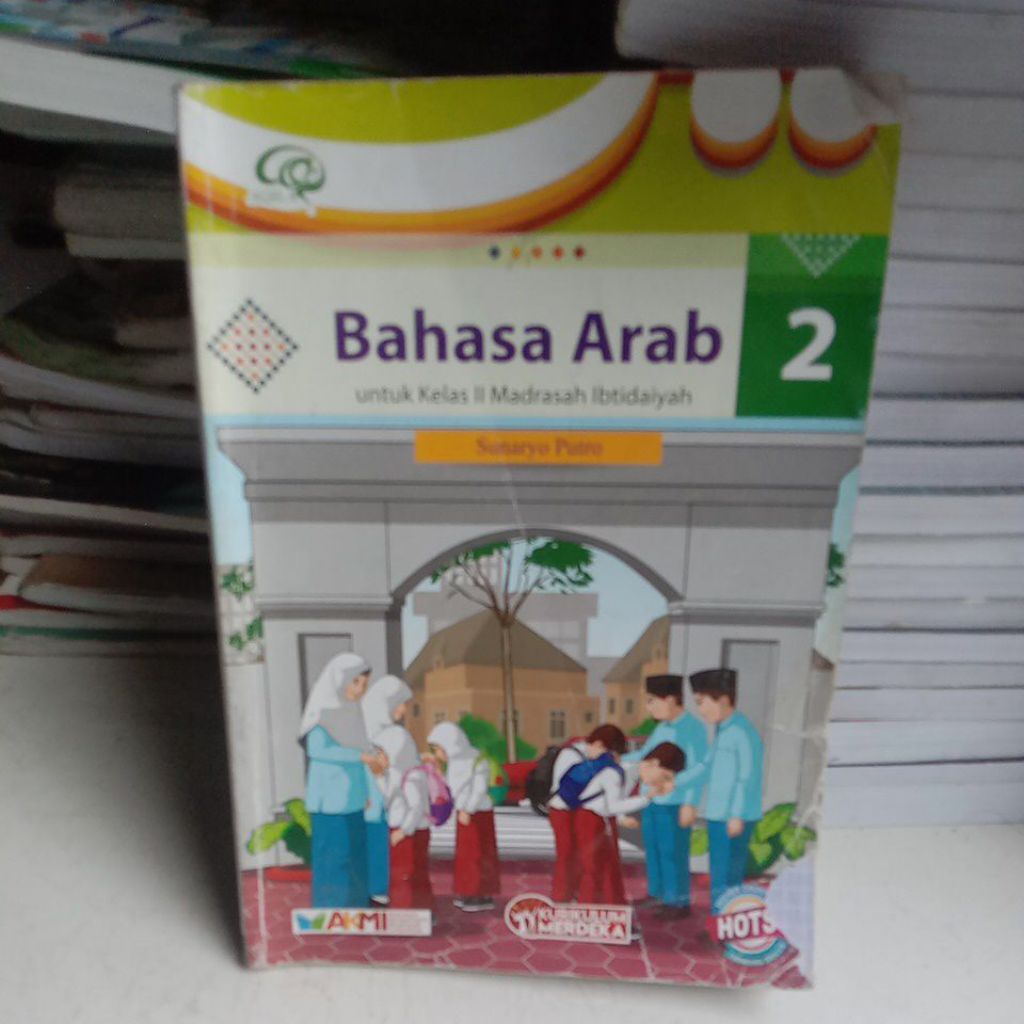 Bahasa Arab
2
untuk Kelas II Madrasah Ibtidaiyah
Sunaryo Putro
AKMI
KURIKULUM
MERDEKA
HOTS